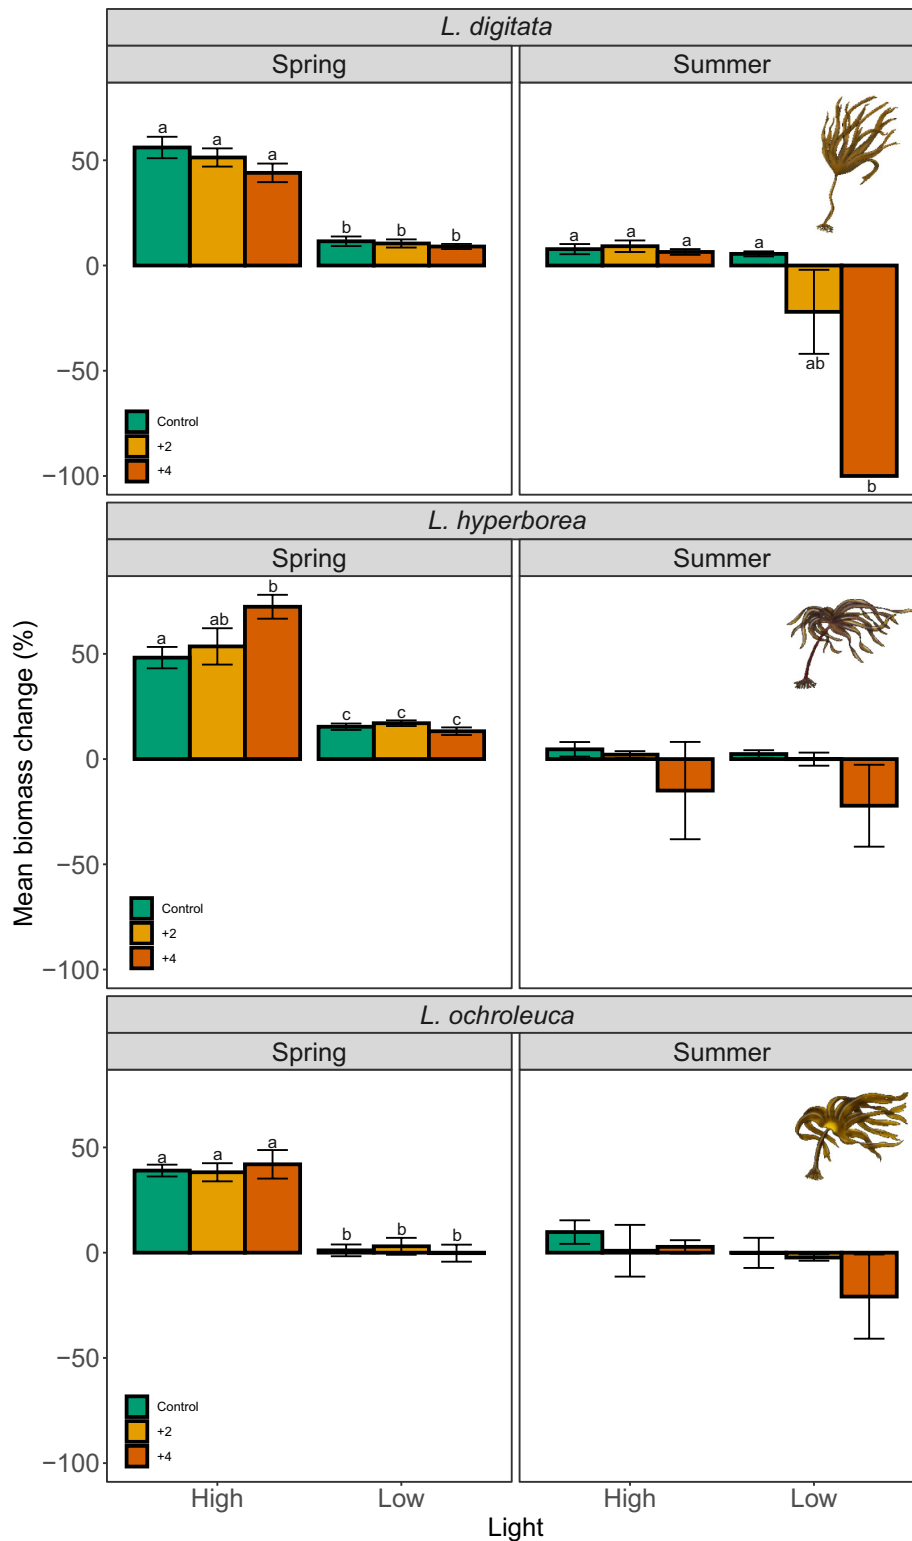 L. digitata
Spring Summer
a a a b b b
a a a a ab b
50
0
−50
−100
Control
+2
+4
L. hyperborea
Spring Summer
a ab b c c c
50
0
−50
−100
Control
+2
+4
Mean biomass change (%)
L. ochroleuca
Spring Summer
a a a b b b
50
0
−50
−100
Control
+2
+4
High Low High Low
Light